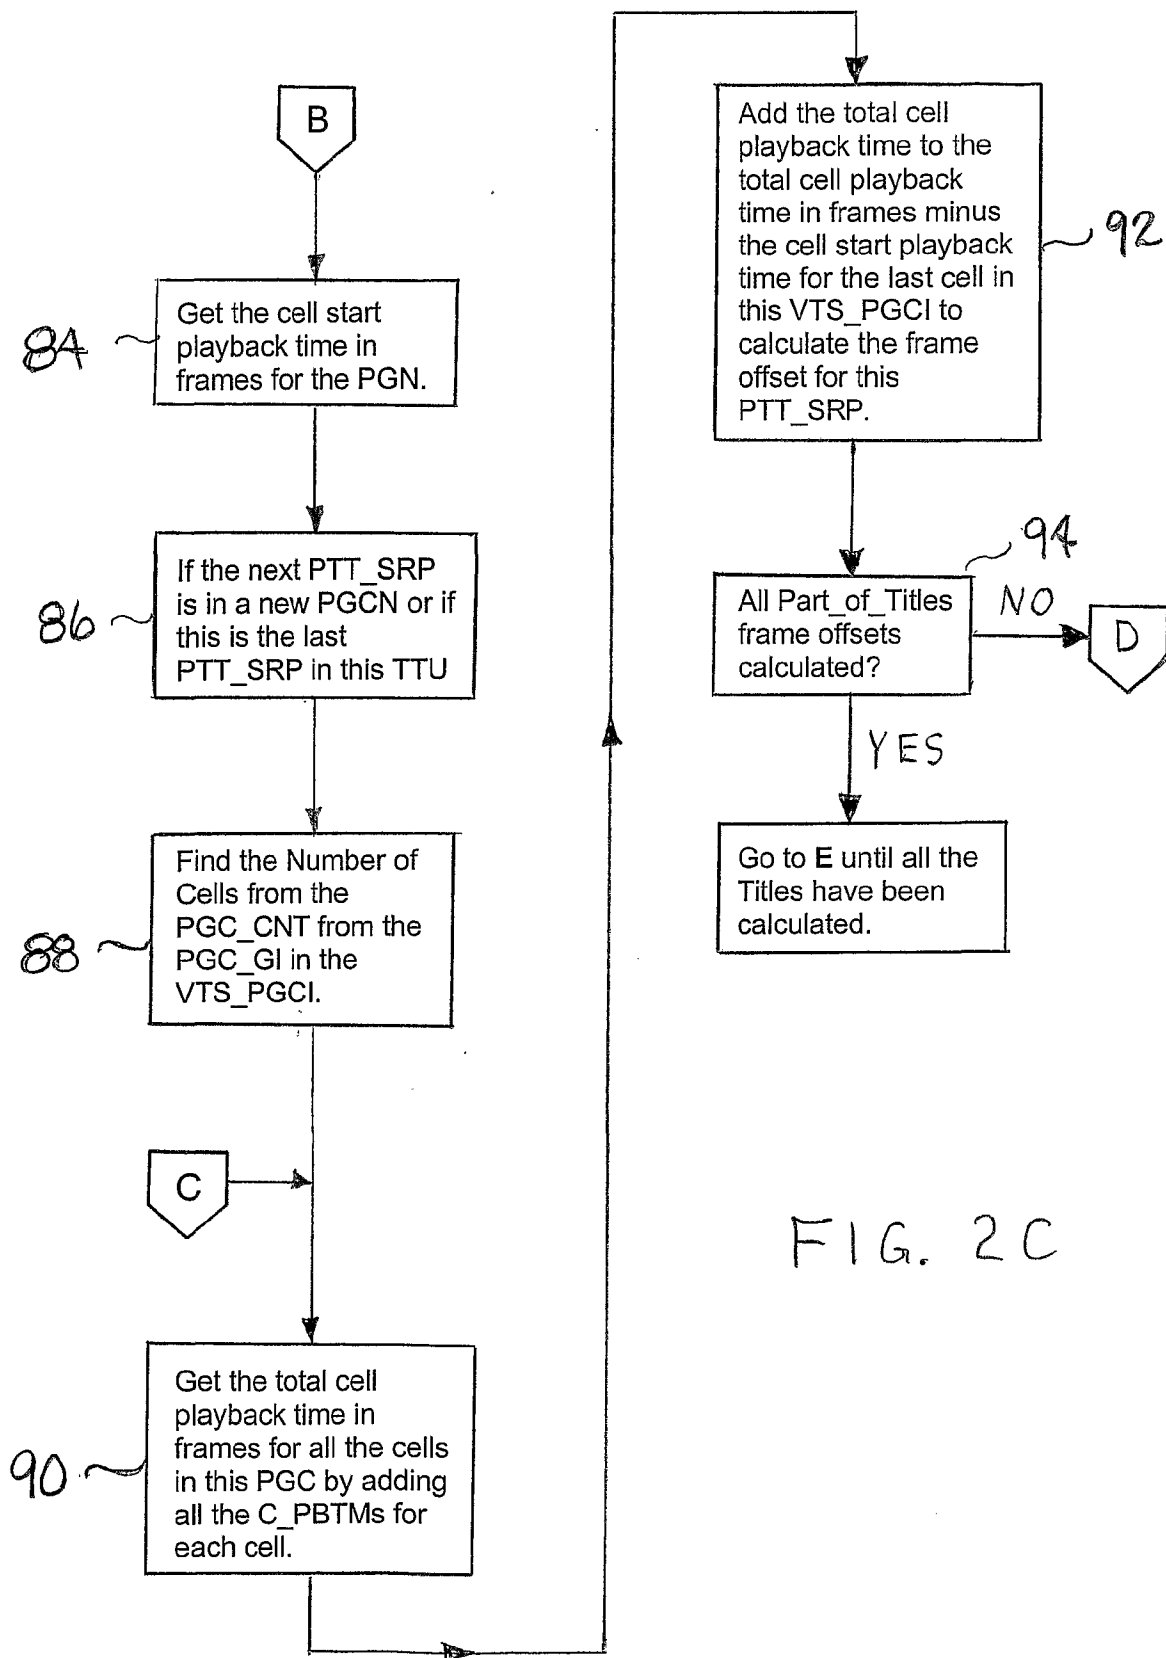 B
84
Get the cell start
playback time in
frames for the PGN.
86
If the next PTT_SRP
is in a new PGCN or if
this is the last
PTT_SRP in this TTU
88
Find the Number of
Cells from the
PGC_CNT from the
PGC_GI in the
VTS_PGCI.
C
90
Get the total cell
playback time in
frames for all the cells
in this PGC by adding
all the C_PBTMs for
each cell.
Add the total cell
playback time to the
total cell playback
time in frames minus
the cell start playback
time for the last cell in
this VTS_PGCI to
calculate the frame
offset for this
PTT_SRP.
92
94
All Part_of_Titles
frame offsets
calculated?
NO
D
YES
Go to E until all the
Titles have been
calculated.
FIG. 2C